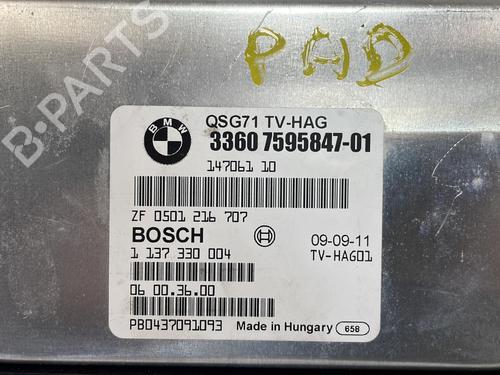 PAD
BMW
QSG71 TV-HAG
3360 7595847-01
147061 10
ZF 0501 216 707
BOSCH
09-09-11
1 137 330 004
TV-HAG01
06 00.36.00
PB0437091093
Made in Hungary
658